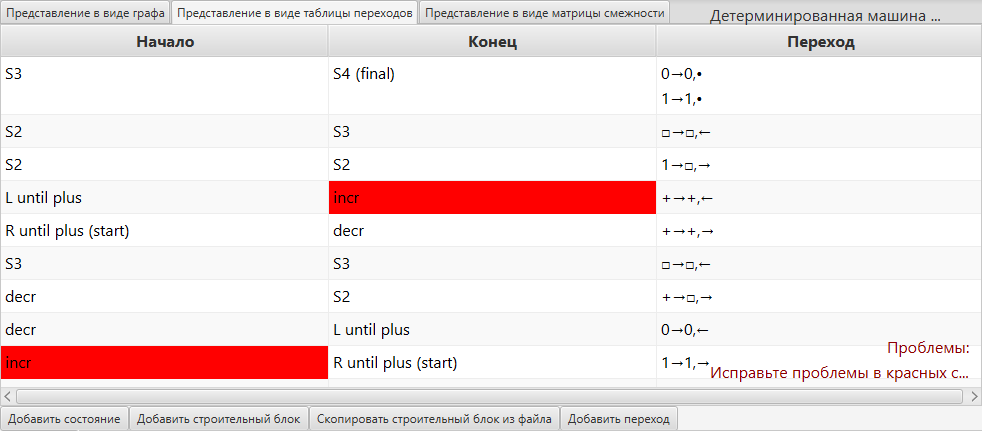 Представление в виде графа Представление в виде таблицы переходов Представление в виде матрицы смежности Детерминированная машина ...
Начало Конец Переход
S3 S4 (final) 0→0,•
1→1,•
S2 S3 □→□,←
S2 S2 1→□,→
L until plus incr +→+,←
R until plus (start) decr +→+,→
S3 S3 □→□,←
decr S2 +→□,→
decr L until plus 0→0,←
Проблемы:
incr R until plus (start) 1→1,→
Исправьте проблемы в красных с...
Добавить состояние Добавить строительный блок Скопировать строительный блок из файла Добавить переход